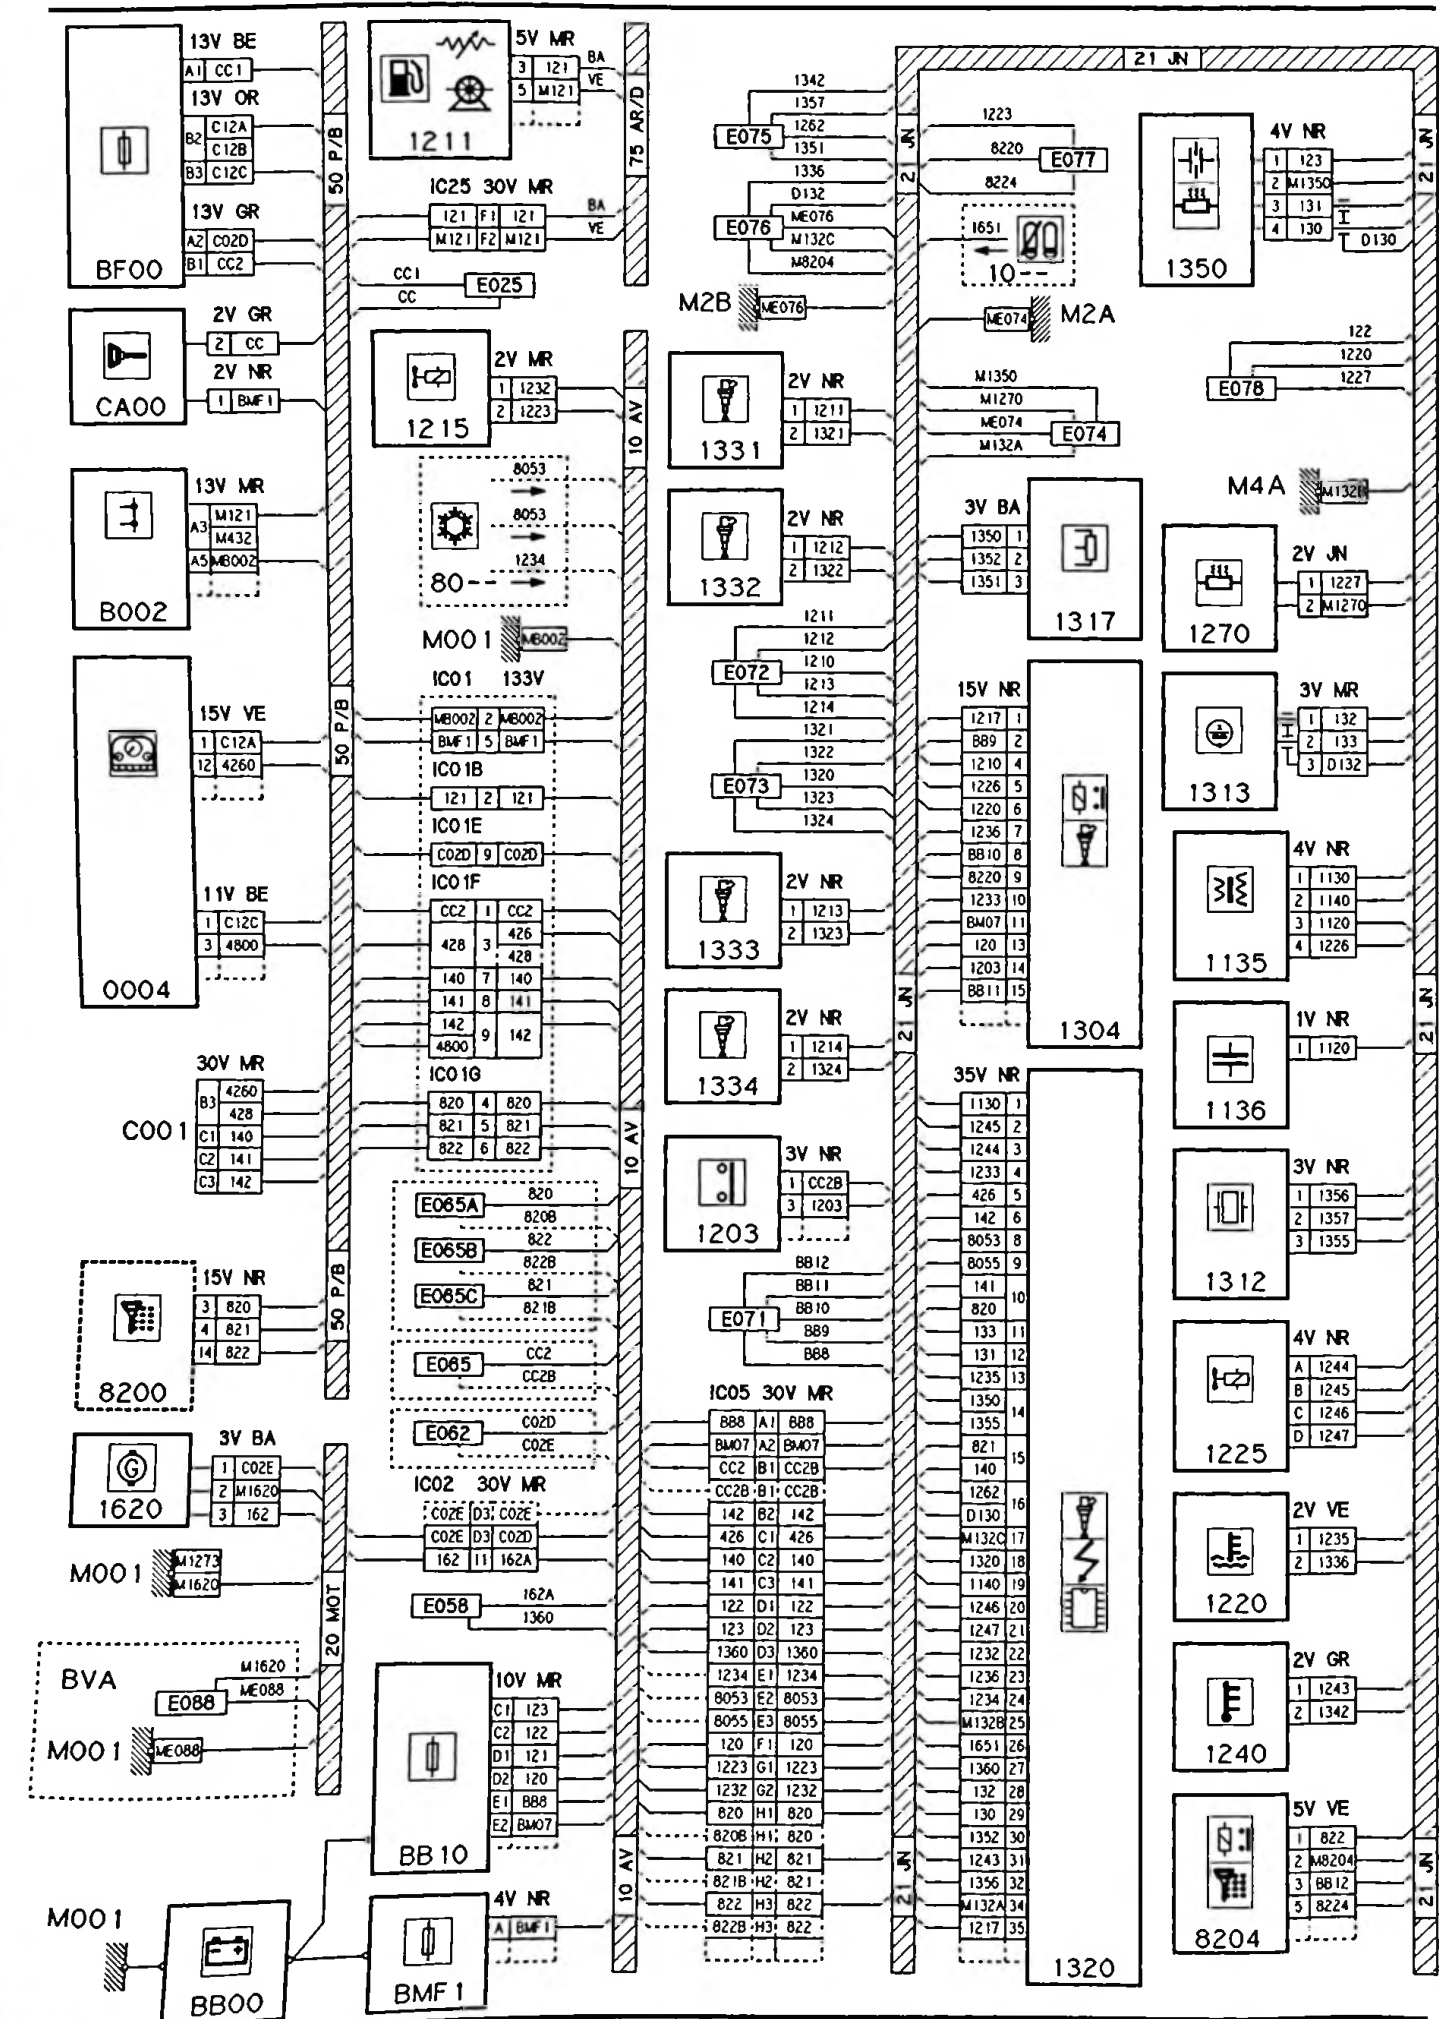 13V BE
A1 CC1
13V OR
B2 C12A
C12B
B3 C12C
13V GR
A2 C02D
B1 CC2
BF00
2V GR
2 CC
2V NR
1 BMF1
CA00
13V MR
A3 M121
M432
A5 MB002
B002
15V VE
1 C12A
12 4260
11V BE
1 C12C
3 4800
0004
30V MR
B3 4260
428
C1 140
C2 141
C3 142
C001
15V NR
3 820
4 821
14 822
8200
3V BA
1 C02E
2 M1620
3 162
1620
M001
M1273
M1620
BVA
M1620
ME088
E088
M001
ME088
M001
BB00
50 P/B
50 P/B
50 P/B
20 MOT
5V MR
3 121 BA
5 M121 VE
1211
IC25 30V MR
121 F1 121 BA
M121 F2 M121 VE
CC1
CC
E025
75 AR/D
2V MR
1 1232
2 1223
1215
8053
8053
1234
80--
M001
MB002
IC01 133V
MB002 2 MB002
BMF1 5 BMF1
IC01B
121 2 121
IC01E
C02D 9 C02D
IC01F
CC2 1 CC2
428 3 426
428
140 7 140
141 8 141
142 9 142
4800
IC01G
820 4 820
821 5 821
822 6 822
E065A
820
820B
E065B
822
822B
E065C
821
821B
E065
CC2
CC2B
E062
C02D
C02E
IC02 30V MR
C02E D3 C02E
C02E D3 C02D
162 11 162A
E058
162A
1360
10V MR
C1 123
C2 122
D1 121
D2 120
E1 BB8
E2 BM07
BB10
4V NR
A BMF1
BMF1
10 AV
10 AV
10 AV
E075
1342
1357
1262
1351
E076
1336
D132
ME076
M132C
M8204
M2B
ME076
2V NR
1 1211
2 1321
1331
2V NR
1 1212
2 1322
1332
E072
1211
1212
1210
1213
1214
E073
1321
1322
1320
1323
1324
2V NR
1 1213
2 1323
1333
2V NR
1 1214
2 1324
1334
3V NR
1 CC2B
3 1203
1203
E071
BB12
BB11
BB10
BB9
BB8
IC05 30V MR
BB8 A1 BB8
BM07 A2 BM07
CC2 B1 CC2B
CC2B B1 CC2B
142 B2 142
426 C1 426
140 C2 140
141 C3 141
122 D1 122
123 D2 123
1360 D3 1360
1234 E1 1234
8053 E2 8053
8055 E3 8055
120 F1 120
1223 G1 1223
1232 G2 1232
820 H1 820
820B H1 820
821 H2 821
821B H2 821
822 H3 822
822B H3 822
21 JN
21 JN
21 JN
21 JN
1223
8220
8224
E077
1651
10--
ME074
M2A
M1350
M1270
ME074
M132A
E074
3V BA
1350 1
1352 2
1351 3
1317
15V NR
1217 1
BB9 2
1210 4
1226 5
1220 6
1236 7
BB10 8
8220 9
1233 10
BM07 11
120 13
1203 14
BB11 15
1304
35V NR
1130 1
1245 2
1244 3
1233 4
426 5
142 6
8053 8
8055 9
141 10
820
133 11
131 12
1235 13
1350 14
1355
821 15
140
1262 16
D130
M132C 17
1320 18
1140 19
1246 20
1247 21
1232 22
1236 23
1234 24
M132B 25
1651 26
1360 27
132 28
130 29
1352 30
1243 31
1356 32
M132A 34
1217 35
1320
4V NR
1 123
2 M1350
3 131
4 130
D130
1350
E078
122
1220
1227
M4A
M132B
2V JN
1 1227
2 M1270
1270
3V MR
1 132
2 133
3 D132
1313
4V NR
1 1130
2 1140
3 1120
4 1226
1135
1V NR
1 1120
1136
3V NR
1 1356
2 1357
3 1355
1312
4V NR
A 1244
B 1245
C 1246
D 1247
1225
2V VE
1 1235
2 1336
1220
2V GR
1 1243
2 1342
1240
5V VE
1 822
2 M8204
3 BB12
5 8224
8204
21 JN
21 JN
21 JN